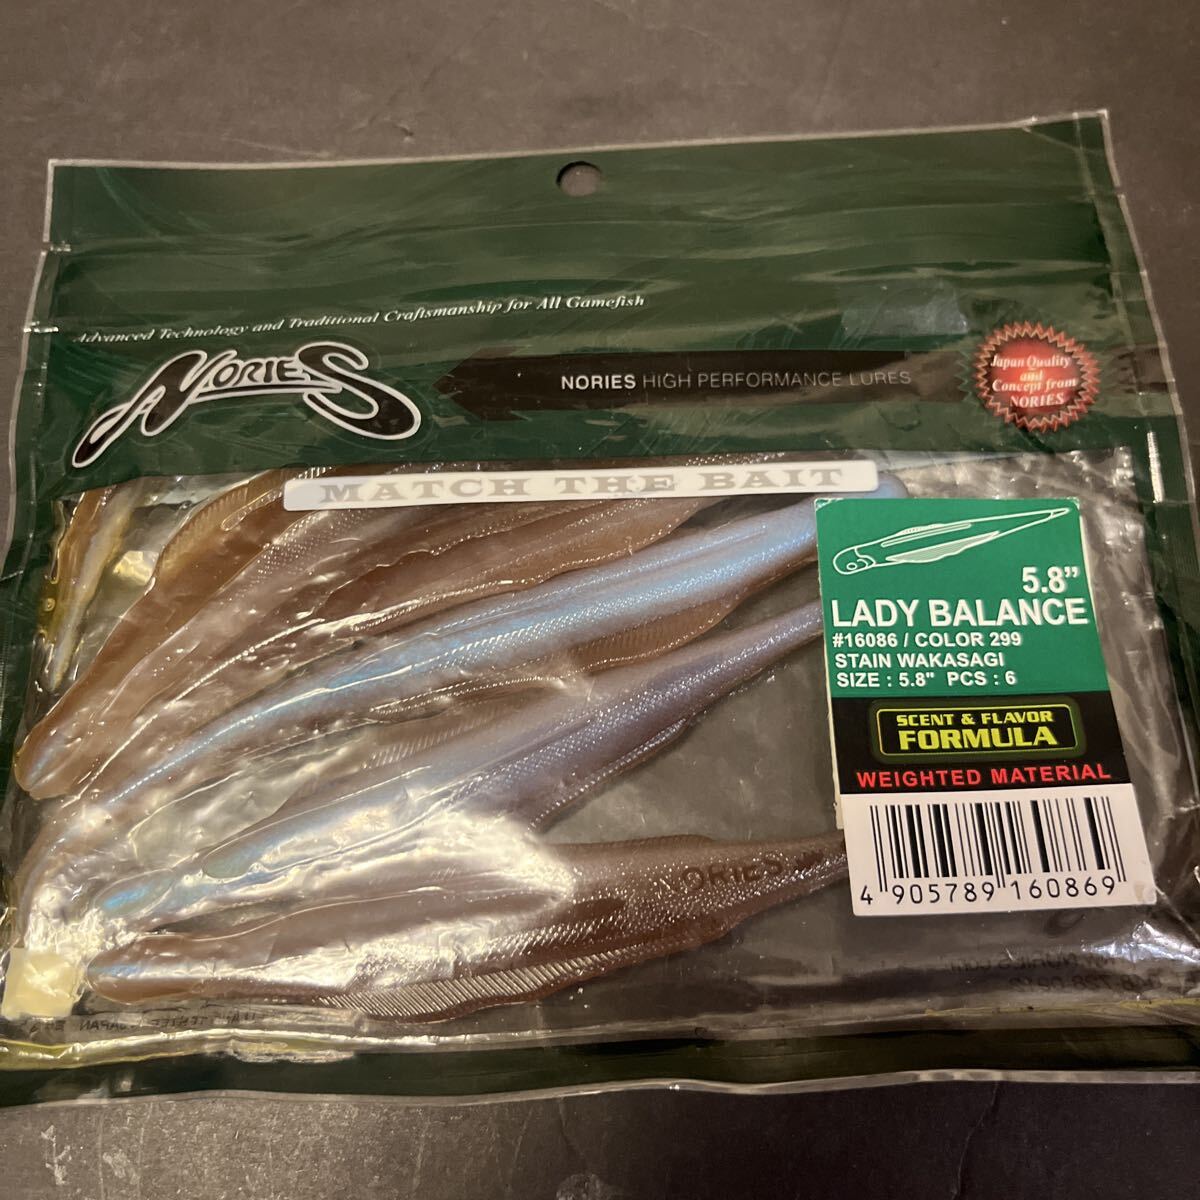 Advanced Technology and Traditional Craftsmanship for All Gamefish
NORIES
NORIES HIGH PERFORMANCE LURES
Japan Quality
and
Concept from
NORIES
MATCH THE BAIT
5.8"
LADY BALANCE
#16086 / COLOR 299
STAIN WAKASAGI
SIZE : 5.8" PCS : 6
SCENT & FLAVOR
FORMULA
WEIGHTED MATERIAL
4 905789 160869
NORIES